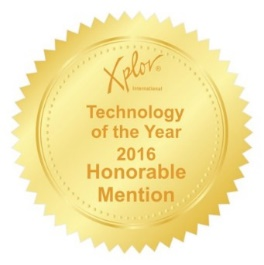 Xplor®
International
Technology
of the Year
2016
Honorable
Mention